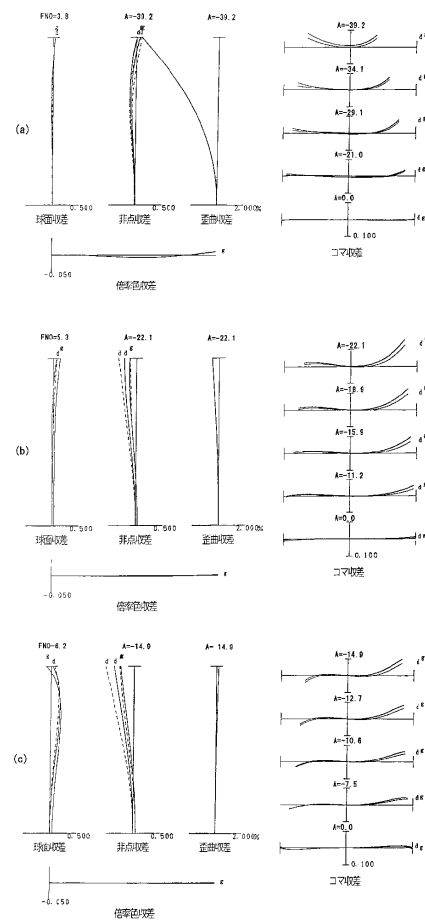 (a)
FNO=3.8
A=-39.2
A=-39.2
d
g
0.500
球面収差
0.500
非点収差
2.000%
歪曲収差
-0.050
g
倍率色収差
A=-39.2
A=-34.1
A=-29.1
A=-21.0
A=0.0
d g
0.100
コマ収差
(b)
FNO=5.3
A=-22.1
A=-22.1
d g
d d g
0.500
球面収差
0.500
非点収差
2.000%
歪曲収差
-0.050
g
倍率色収差
A=-22.1
A=-18.9
A=-15.9
A=-11.2
A=0.0
d g
0.100
コマ収差
(c)
FNO=6.2
A=-14.9
A=-14.9
g d
d d g
0.500
球面収差
0.500
非点収差
2.000%
歪曲収差
-0.050
g
倍率色収差
A=-14.9
d g
A=-12.7
d g
A=-10.6
d g
A=-7.5
d g
A=0.0
d g
0.100
コマ収差